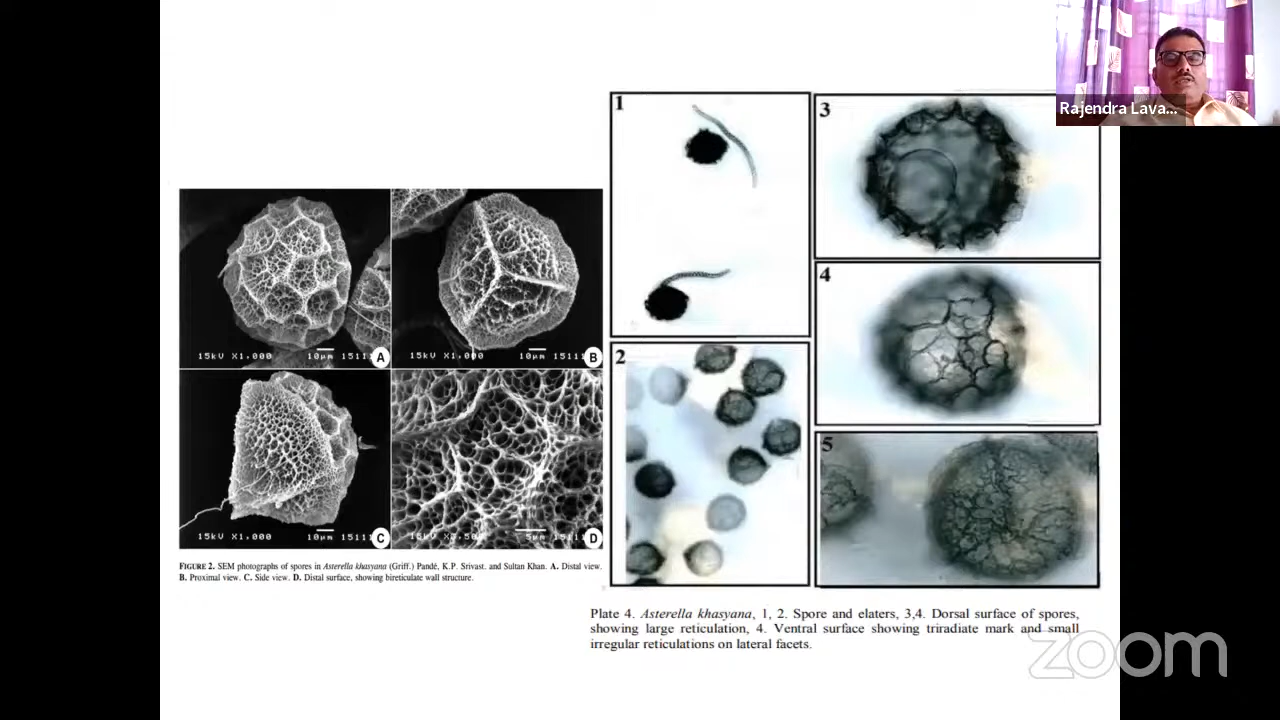 Rajendra Lava...
1
3
4
2
5
15kV X1,000 10μm 15111 A
15kV X1,000 10μm 15111 B
15kV X1,000 10μm 15111 C
5μm D
FIGURE 2. SEM photographs of spores in Asterella khasyana (Griff.) Pandé, K.P. Srivast. and Sultan Khan. A. Distal view.
B. Proximal view. C. Side view. D. Distal surface, showing bireticulate wall structure.
Plate 4. Asterella khasyana, 1, 2. Spore and elaters, 3,4. Dorsal surface of spores,
showing large reticulation, 4. Ventral surface showing triradiate mark and small
irregular reticulations on lateral facets.
zoom